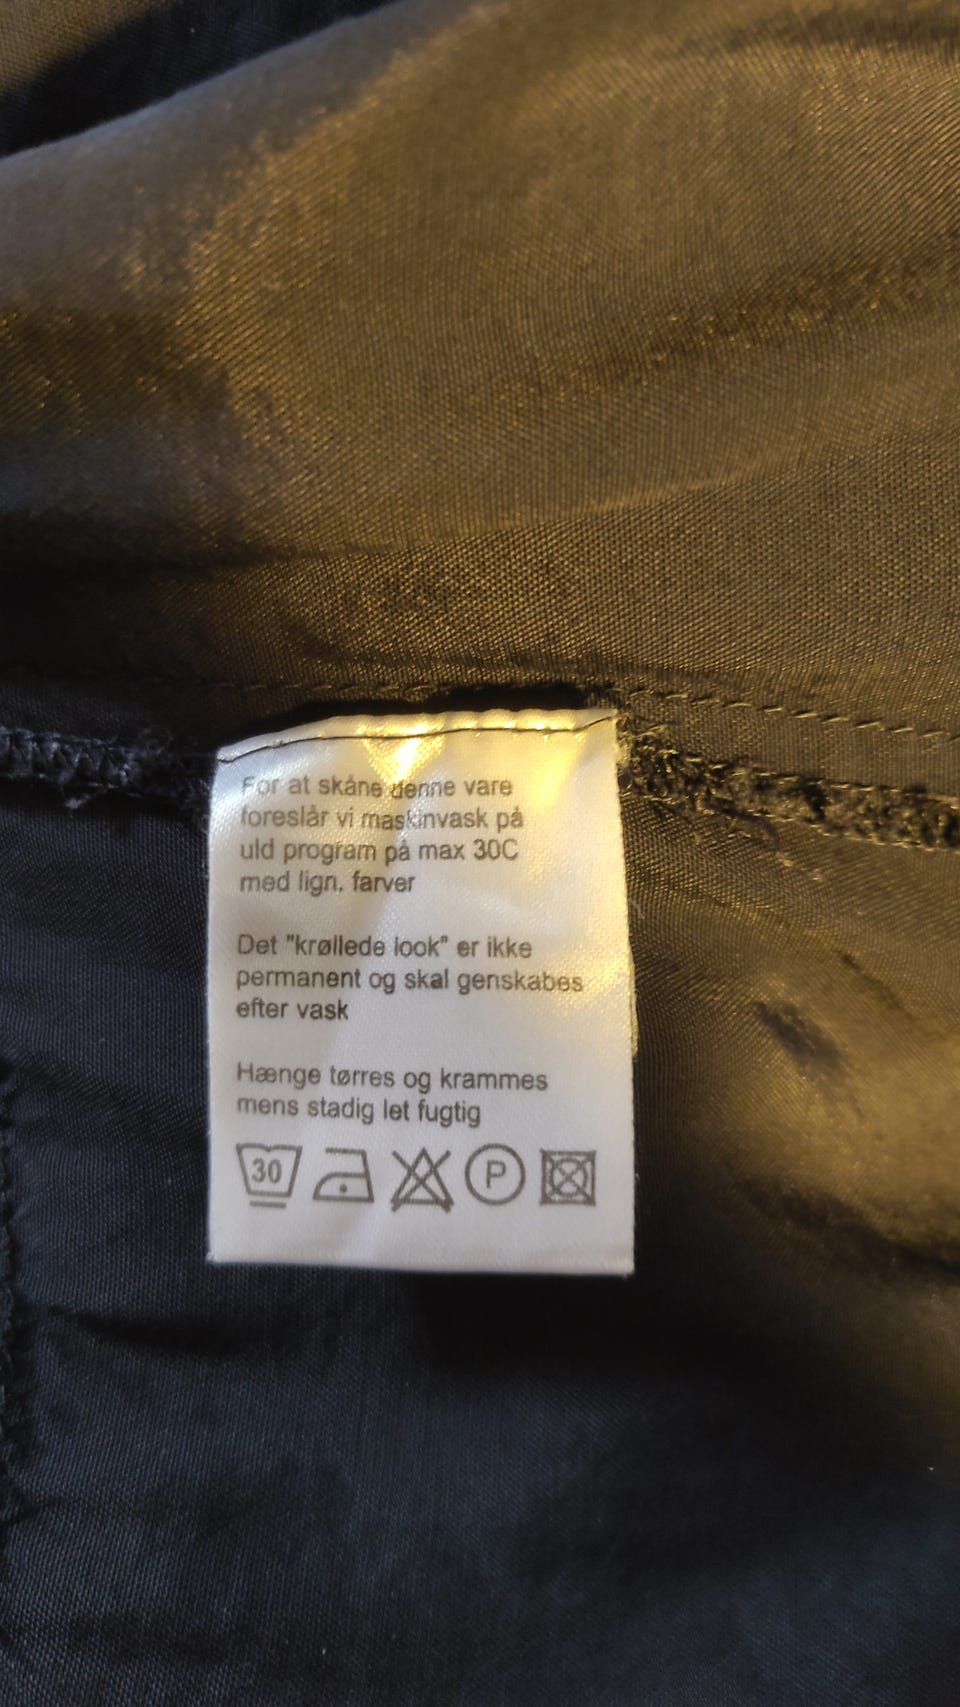 For at skåne denne vare
foreslår vi maskinvask på
uld program på max 30C
med lign. farver
Det "krøllede look" er ikke
permanent og skal genskabes
efter vask
Hænge tørres og krammes
mens stadig let fugtig
30 P